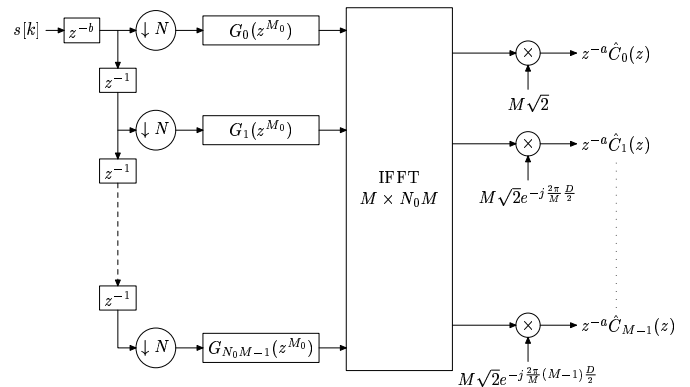 s[k]
z^{-b}
↓ N
G_0(z^{M_0})
z^{-a}Ĉ_0(z)
z^{-1}
M√2
↓ N
G_1(z^{M_0})
z^{-a}Ĉ_1(z)
z^{-1}
IFFT
M × N_0M
M√2e^{-j\frac{2π}{M}\frac{D}{2}}
z^{-1}
z^{-a}Ĉ_{M-1}(z)
↓ N
G_{N_0M-1}(z^{M_0})
M√2e^{-j\frac{2π}{M}(M-1)\frac{D}{2}}